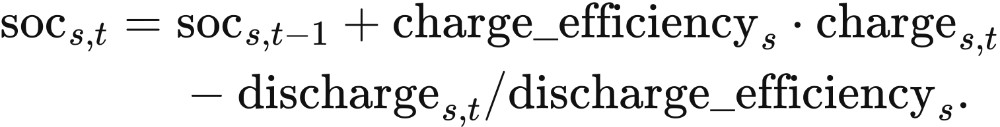 soc_{s,t} = soc_{s,t−1} + charge_efficiency_s · charge_{s,t}
− discharge_{s,t}/discharge_efficiency_s.